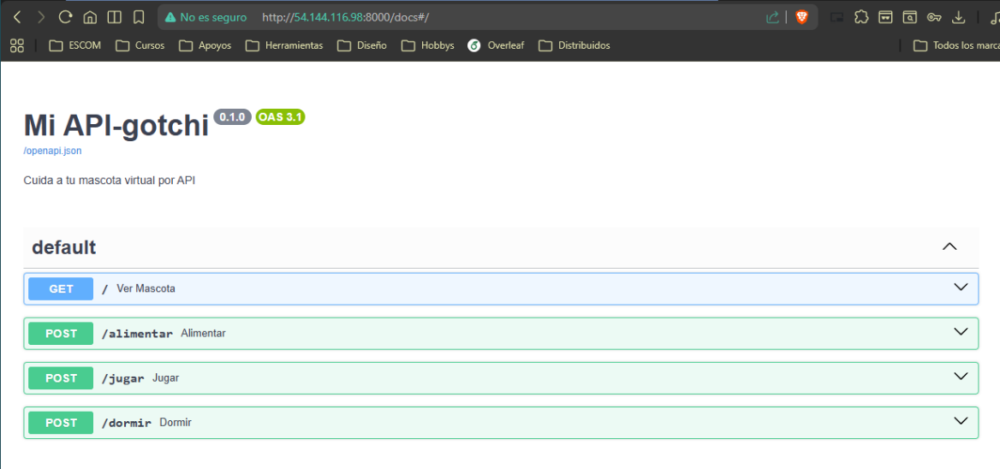 No es seguro http://54.144.116.98:8000/docs#/
ESCOM Cursos Apoyos Herramientas Diseño Hobbys Overleaf Distribuidos Todos los marca
Mi API-gotchi 0.1.0 OAS 3.1
/openapi.json
Cuida a tu mascota virtual por API
default
GET / Ver Mascota
POST /alimentar Alimentar
POST /jugar Jugar
POST /dormir Dormir